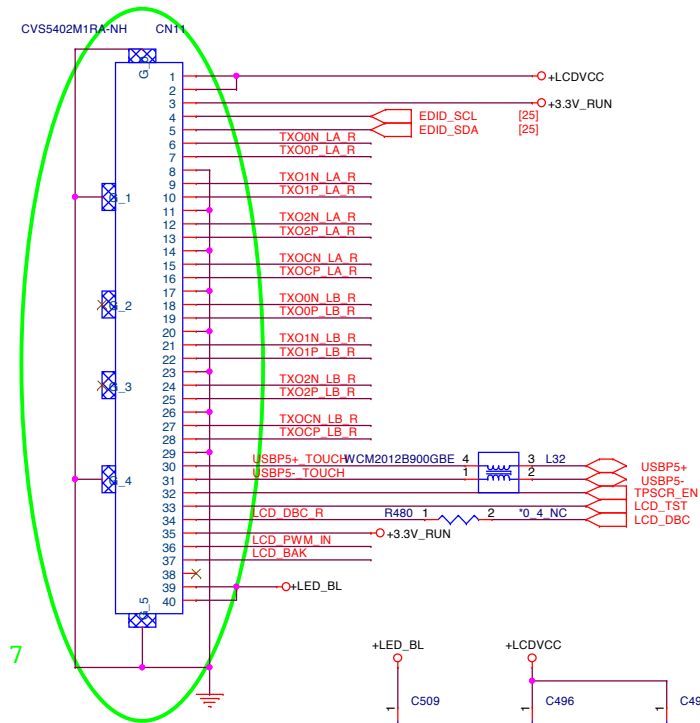 CVS5402M1RA-NH CN11
G_0
1 +LCDVCC
2
3 +3.3V_RUN
4 EDID_SCL [25]
5 EDID_SDA [25]
6 TXO0N_LA_R
7 TXO0P_LA_R
8
9 TXO1N_LA_R
G_1 10 TXO1P_LA_R
11
12 TXO2N_LA_R
13 TXO2P_LA_R
14
15 TXOCN_LA_R
16 TXOCP_LA_R
17
G_2 18 TXO0N_LB_R
19 TXO0P_LB_R
20
21 TXO1N_LB_R
22 TXO1P_LB_R
23
G_3 24 TXO2N_LB_R
25 TXO2P_LB_R
26
27 TXOCN_LB_R
28 TXOCP_LB_R
29
30 USBP5+_TOUCH WCM2012B900GBE 4 3 L32 USBP5+
G_4 31 USBP5-_TOUCH 1 2 USBP5-
32 TPSCR_EN
33 LCD_TST
34 LCD_DBC_R R480 1 2 *0_4_NC LCD_DBC
35 +3.3V_RUN
36 LCD_PWM_IN
37 LCD_BAK
38
39 +LED_BL
40
G_5
7
+LED_BL +LCDVCC
1 C509 1 C496 1